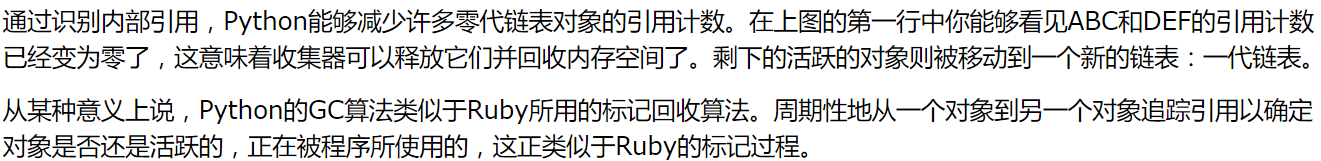 通过识别内部引用，Python能够减少许多零代链表对象的引用计数。在上图的第一行中你能够看见ABC和DEF的引用计数
已经变为零了，这意味着收集器可以释放它们并回收内存空间了。剩下的活跃的对象则被移动到一个新的链表：一代链表。
从某种意义上说，Python的GC算法类似于Ruby所用的标记回收算法。周期性地从一个对象到另一个对象追踪引用以确定
对象是否还是活跃的，正在被程序所使用的，这正类似于Ruby的标记过程。